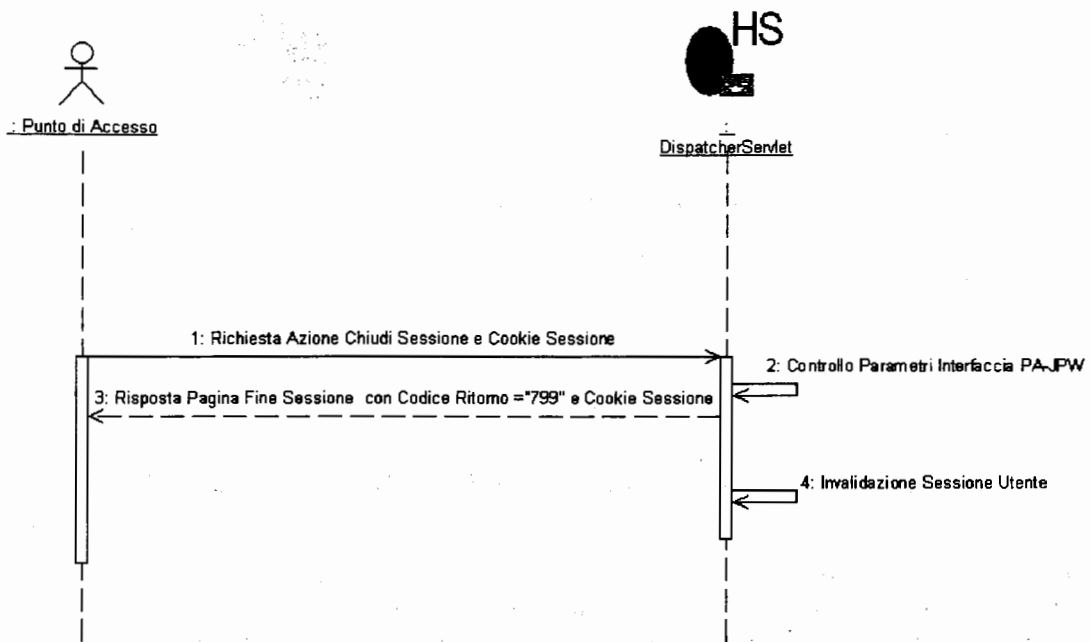 HS
: Punto di Accesso
:
DispatcherServlet
1: Richiesta Azione Chiudi Sessione e Cookie Sessione
2: Controllo Parametri Interfaccia PA-JPW
3: Risposta Pagina Fine Sessione con Codice Ritorno ="799" e Cookie Sessione
4: Invalidazione Sessione Utente